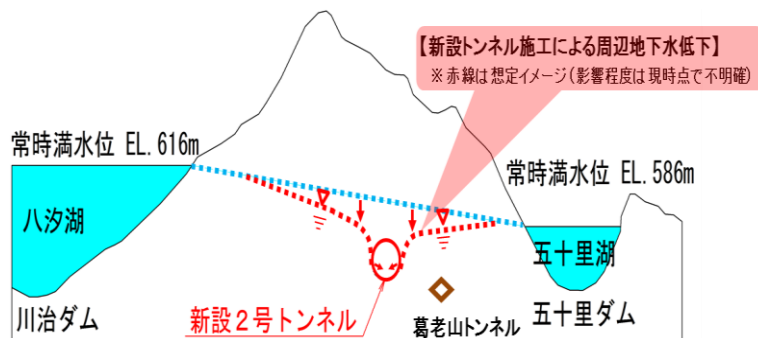 【新設トンネル施工による周辺地下水低下】
※赤線は想定イメージ(影響程度は現時点で不明確)
常時満水位 EL.616m
常時満水位 EL.586m
八汐湖
五十里湖
川治ダム
新設２号トンネル
葛老山トンネル
五十里ダム